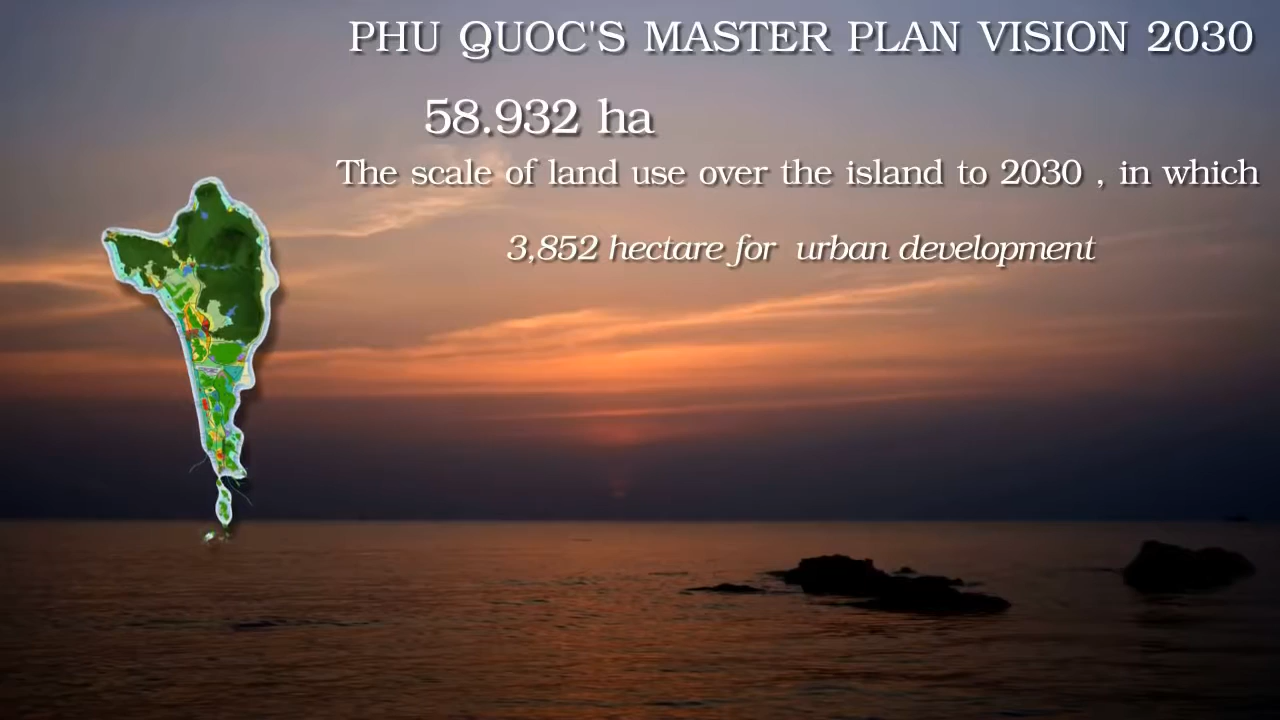 PHU QUOC'S MASTER PLAN VISION 2030
58.932 ha
The scale of land use over the island to 2030 , in which
3,852 hectare for urban development